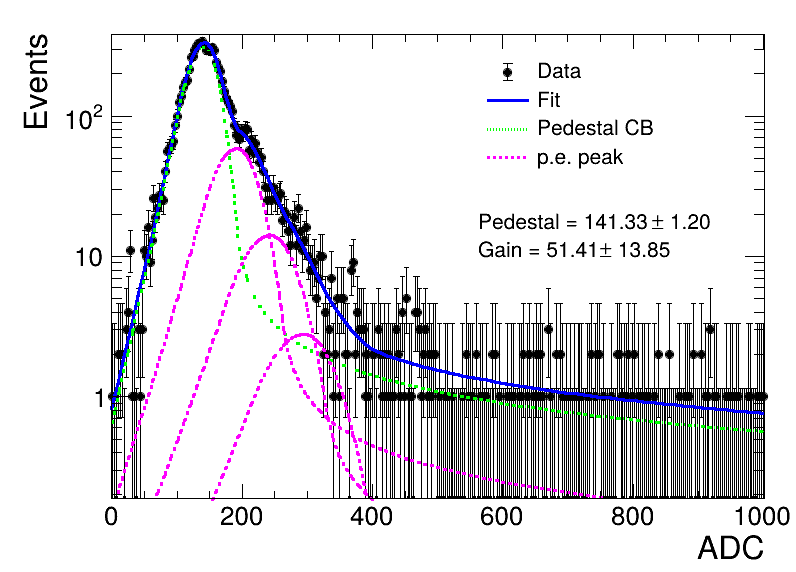 Events
10²
10
1
Data
Fit
Pedestal CB
p.e. peak
Pedestal = 141.33 ± 1.20
Gain = 51.41± 13.85
0 200 400 600 800 1000
ADC